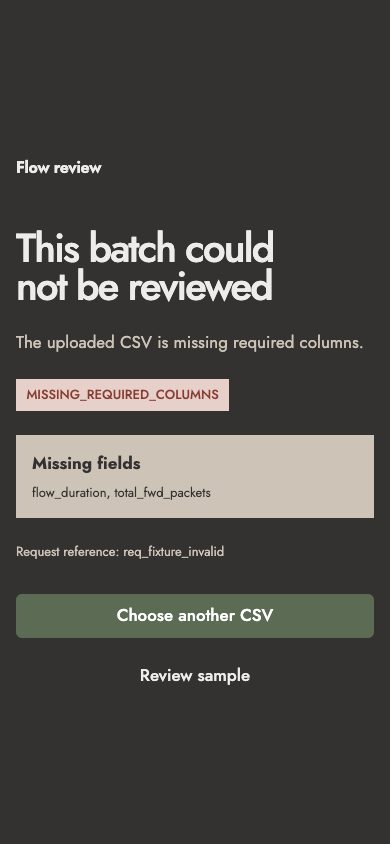 Flow review
This batch could
not be reviewed
The uploaded CSV is missing required columns.
MISSING_REQUIRED_COLUMNS
Missing fields
flow_duration, total_fwd_packets
Request reference: req_fixture_invalid
Choose another CSV
Review sample